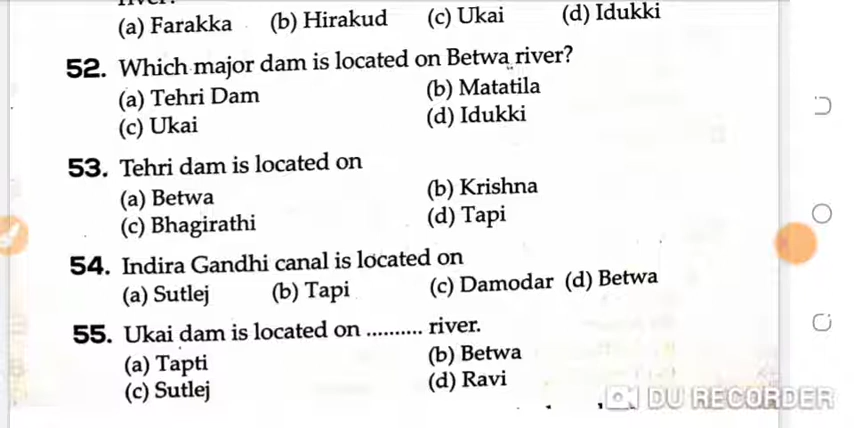 (a) Farakka (b) Hirakud (c) Ukai (d) Idukki
52. Which major dam is located on Betwa river?
(a) Tehri Dam (b) Matatila
(c) Ukai (d) Idukki
53. Tehri dam is located on
(a) Betwa (b) Krishna
(c) Bhagirathi (d) Tapi
54. Indira Gandhi canal is located on
(a) Sutlej (b) Tapi (c) Damodar (d) Betwa
55. Ukai dam is located on .......... river.
(a) Tapti (b) Betwa
(c) Sutlej (d) Ravi
DU RECORDER